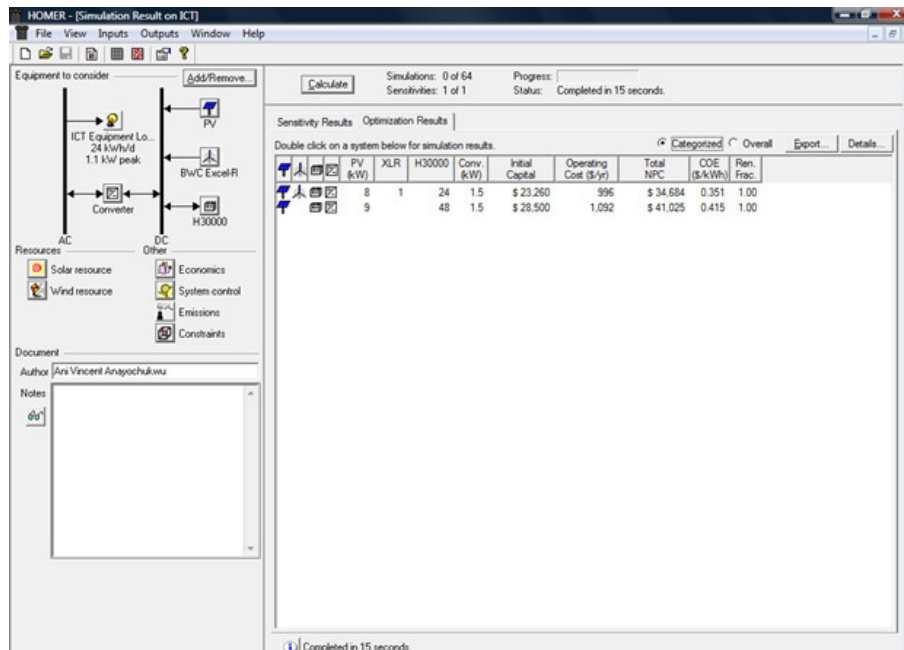 HOMER - [Simulation Result on ICT]
File View Inputs Outputs Window Help
Equipment to consider
Add/Remove...
PV
ICT Equipment Lo...
24 kWh/d
1.1 kW peak
BWC Excel-R
Converter
H30000
AC DC
Resources Other
Solar resource Economics
Wind resource System control
Emissions
Constraints
Document
Author Ani Vincent Anayochukwu
Notes
Calculate
Simulations: 0 of 64 Progress:
Sensitivities: 1 of 1 Status: Completed in 15 seconds.
Sensitivity Results Optimization Results
Double click on a system below for simulation results.
Categorized Overall Export... Details...
PV (kW) XLR H30000 Conv. (kW) Initial Capital Operating Cost ($/yr) Total NPC COE ($/kWh) Ren. Frac.
8 1 24 1.5 $ 23,260 996 $ 34,684 0.351 1.00
9 48 1.5 $ 28,500 1,092 $ 41,025 0.415 1.00
Completed in 15 seconds.